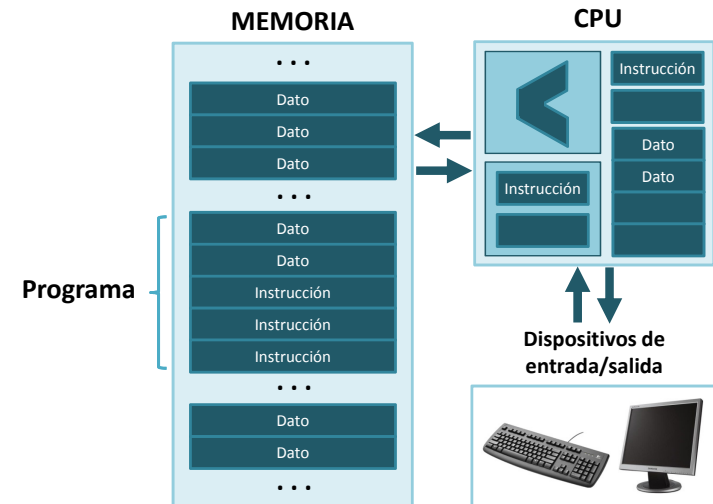 MEMORIA
. . .
Dato
Dato
Dato
. . .
Dato
Dato
Instrucción
Instrucción
Instrucción
. . .
Dato
Dato
. . .
Programa
CPU
Instrucción
Dato
Dato
Instrucción
Dispositivos de
entrada/salida